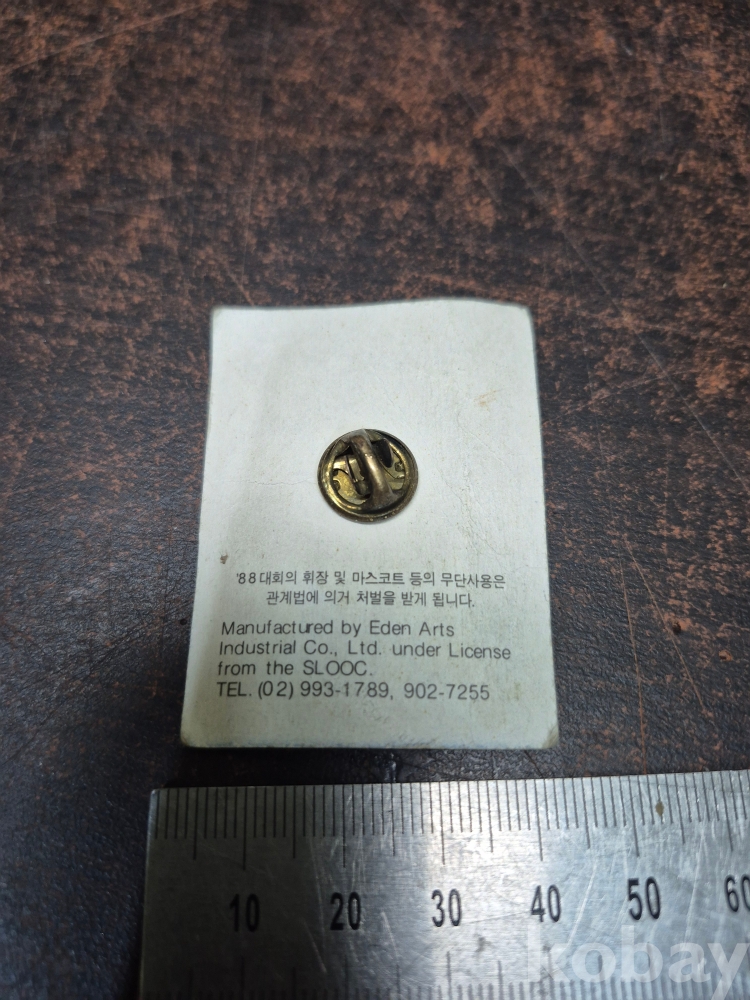 '88대회의 휘장 및 마스코트 등의 무단사용은
관계법에 의거 처벌을 받게 됩니다.
Manufactured by Eden Arts
Industrial Co., Ltd. under License
from the SLOOC.
TEL. (02) 993-1789, 902-7255
10 20 30 40 50 60
kobay